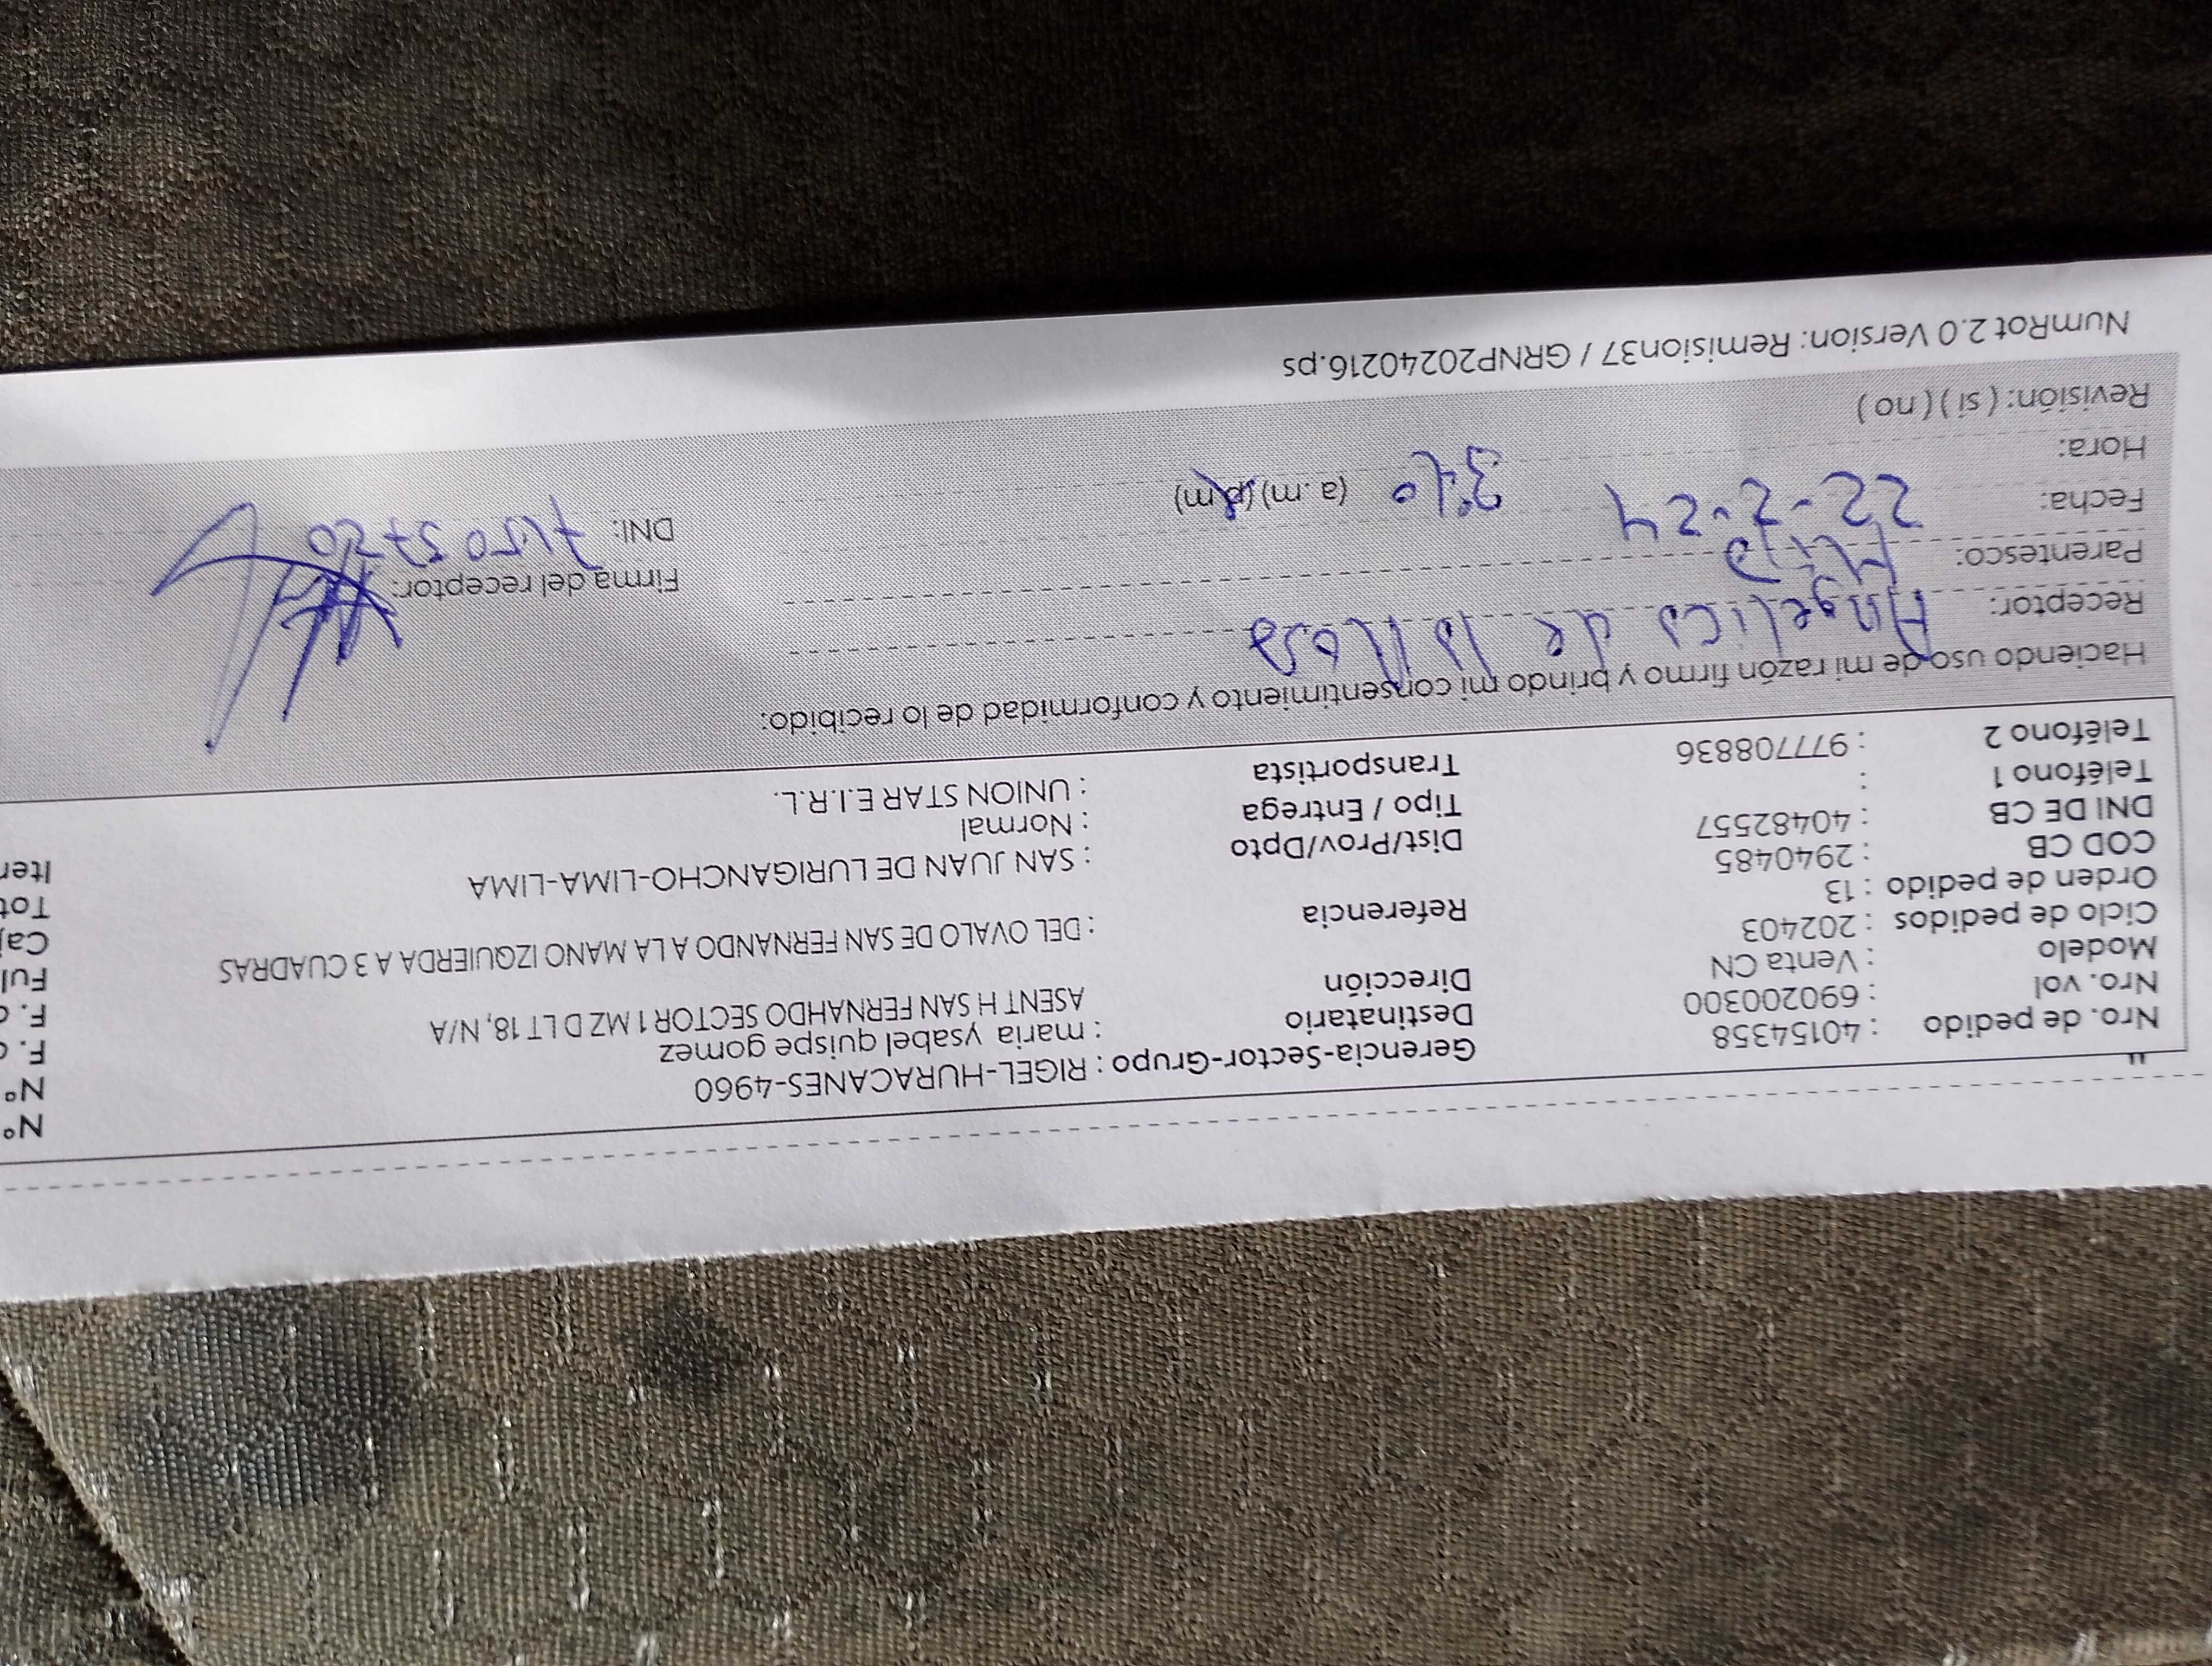 Nro. de pedido : 40154358 Gerencia-Sector-Grupo : RIGEL-HURACANES-4960 N°
Nro. vol : 690200300 Destinatario : maria ysabel quispe gomez N°
Modelo : Venta CN Dirección ASENT H SAN FERNAHDO SECTOR 1 MZ D LT 18, N/A F.
Ciclo de pedidos : 202403 F.
Orden de pedido : 13 Referencia : DEL OVALO DE SAN FERNANDO A LA MANO IZQUIERDA A 3 CUADRAS
COD CB : 2940485
DNI DE CB : 40482557 Dist/Prov/Dpto : SAN JUAN DE LURIGANCHO-LIMA-LIMA
Teléfono 1 : Tipo / Entrega : Normal
Teléfono 2 : 977708836 Transportista : UNION STAR E.I.R.L.
Haciendo uso de mi razón firmo y brindo mi consentimiento y conformidad de lo recibido:
Receptor: Angelica de la Rosa
Parentesco: Hija Firma del receptor:
Fecha: 22-2-24 DNI:
Hora: 3:10 (a.m) (p.m)
Revisión: ( sí ) ( no )
NumRot 2.0 Version: Remision37 / GRNP20240216.ps